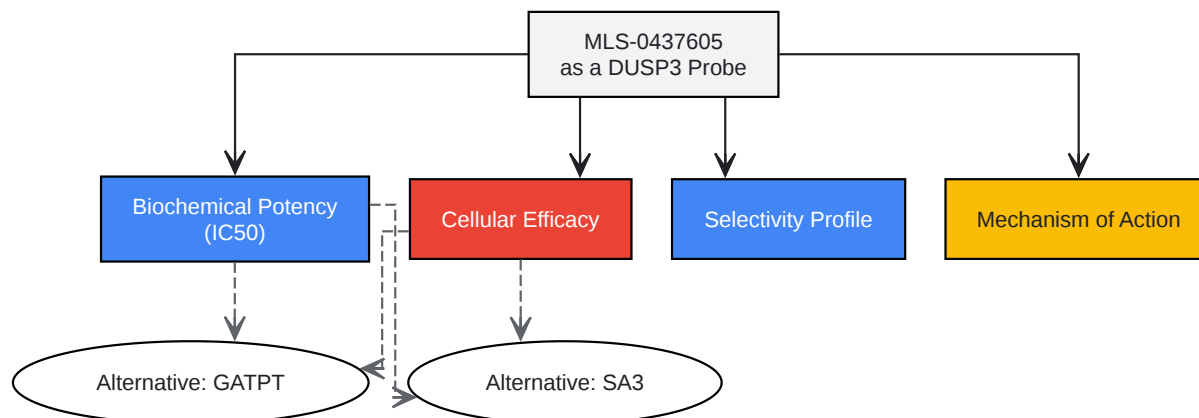 MLS-0437605
as a DUSP3 Probe
Biochemical Potency
(IC50)
Cellular Efficacy
Selectivity Profile
Mechanism of Action
Alternative: GATPT
Alternative: SA3